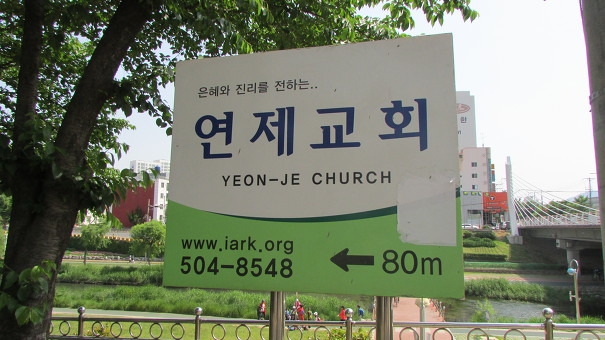 은혜와 진리를 전하는..
연제교회
YEON-JE CHURCH
www.iark.org
504-8548 ← 80m